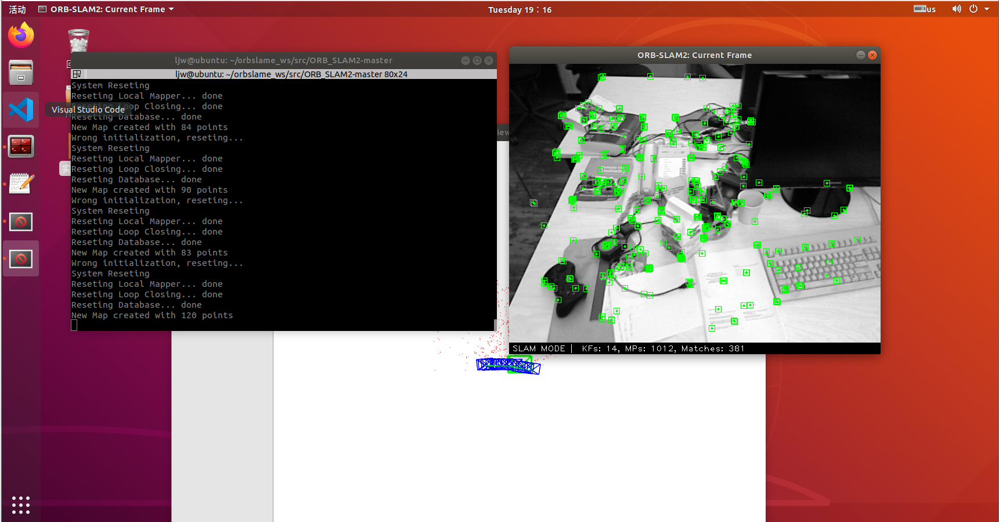 活动
ORB-SLAM2: Current Frame
Tuesday 19：16
us
ljw@ubuntu: ~/orbslame_ws/src/ORB_SLAM2-master
ljw@ubuntu: ~/orbslame_ws/src/ORB_SLAM2-master 80x24
System Reseting
Reseting Local Mapper... done
Reseting Loop Closing... done
Reseting Database... done
New Map created with 84 points
Wrong initialization, reseting...
System Reseting
Reseting Local Mapper... done
Reseting Loop Closing... done
Reseting Database... done
New Map created with 90 points
Wrong initialization, reseting...
System Reseting
Reseting Local Mapper... done
Reseting Loop Closing... done
Reseting Database... done
New Map created with 83 points
Wrong initialization, reseting...
System Reseting
Reseting Local Mapper... done
Reseting Loop Closing... done
Reseting Database... done
New Map created with 120 points
Visual Studio Code
实
iew
ORB-SLAM2: Current Frame
SLAM MODE | KFs: 14, MPs: 1012, Matches: 381